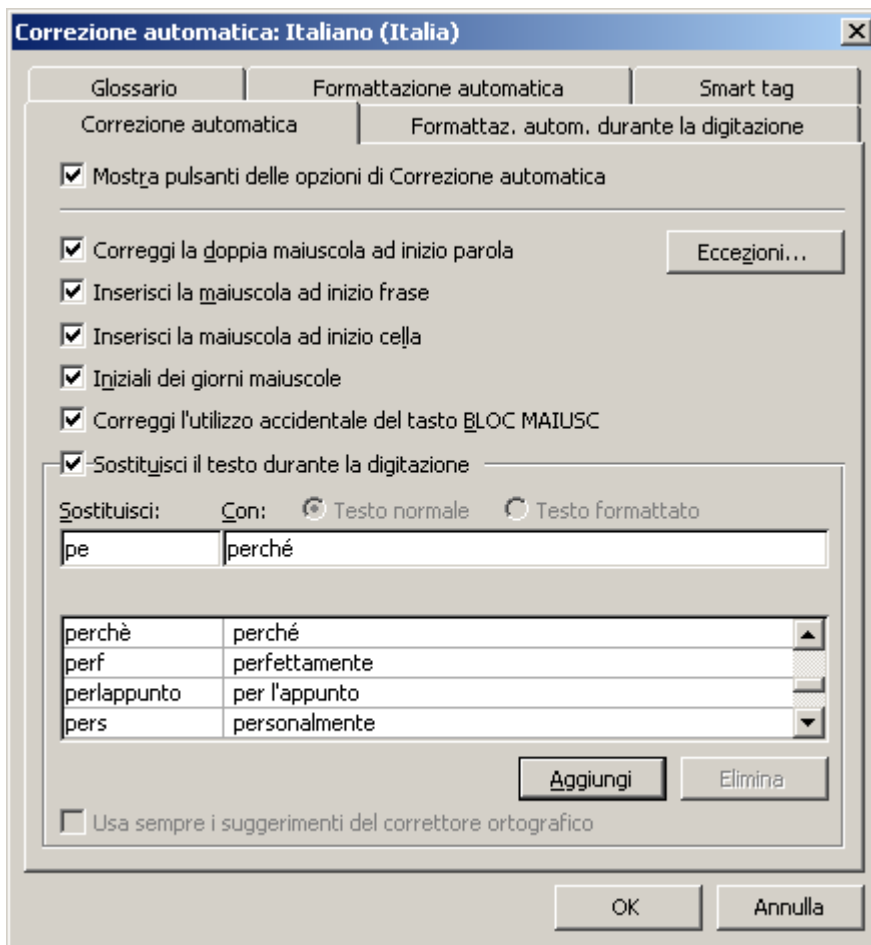 Correzione automatica: Italiano (Italia)
Glossario Formattazione automatica Smart tag
Correzione automatica Formattaz. autom. durante la digitazione
Mostra pulsanti delle opzioni di Correzione automatica
Correggi la doppia maiuscola ad inizio parola Eccezioni...
Inserisci la maiuscola ad inizio frase
Inserisci la maiuscola ad inizio cella
Iniziali dei giorni maiuscole
Correggi l'utilizzo accidentale del tasto BLOC MAIUSC
Sostituisci il testo durante la digitazione
Sostituisci: Con: Testo normale Testo formattato
pe perché
perchè perché
perf perfettamente
perlappunto per l'appunto
pers personalmente
Aggiungi Elimina
Usa sempre i suggerimenti del correttore ortografico
OK Annulla